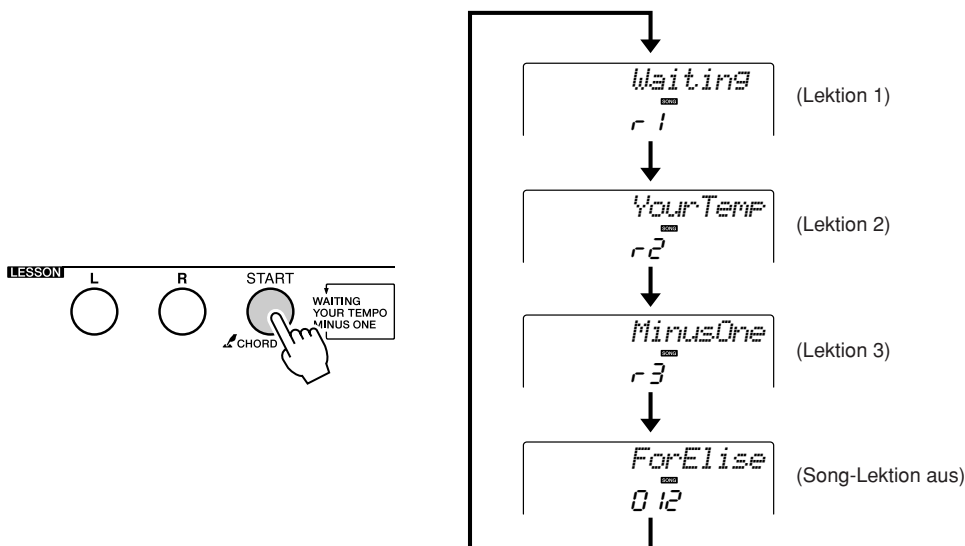 LESSON
L
R
START
WAITING
YOUR TEMPO
MINUS ONE
CHORD
Waiting
SONG
r1
(Lektion 1)
YourTemp
SONG
r2
(Lektion 2)
MinusOne
SONG
r3
(Lektion 3)
ForElise
SONG
012
(Song-Lektion aus)